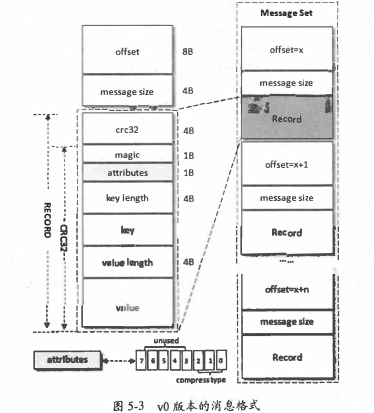 Message Set
offset
8B
message size
4B
crc32
4B
magic
1B
attributes
1B
key length
4B
key
value length
4B
value
RECORD
CRC32
offset=x
message size
Record
offset=x+1
message size
Record
......
offset=x+n
message size
Record
unused
attributes
7 6 5 4 3 2 1 0
compress type
图 5-3 v0 版本的消息格式